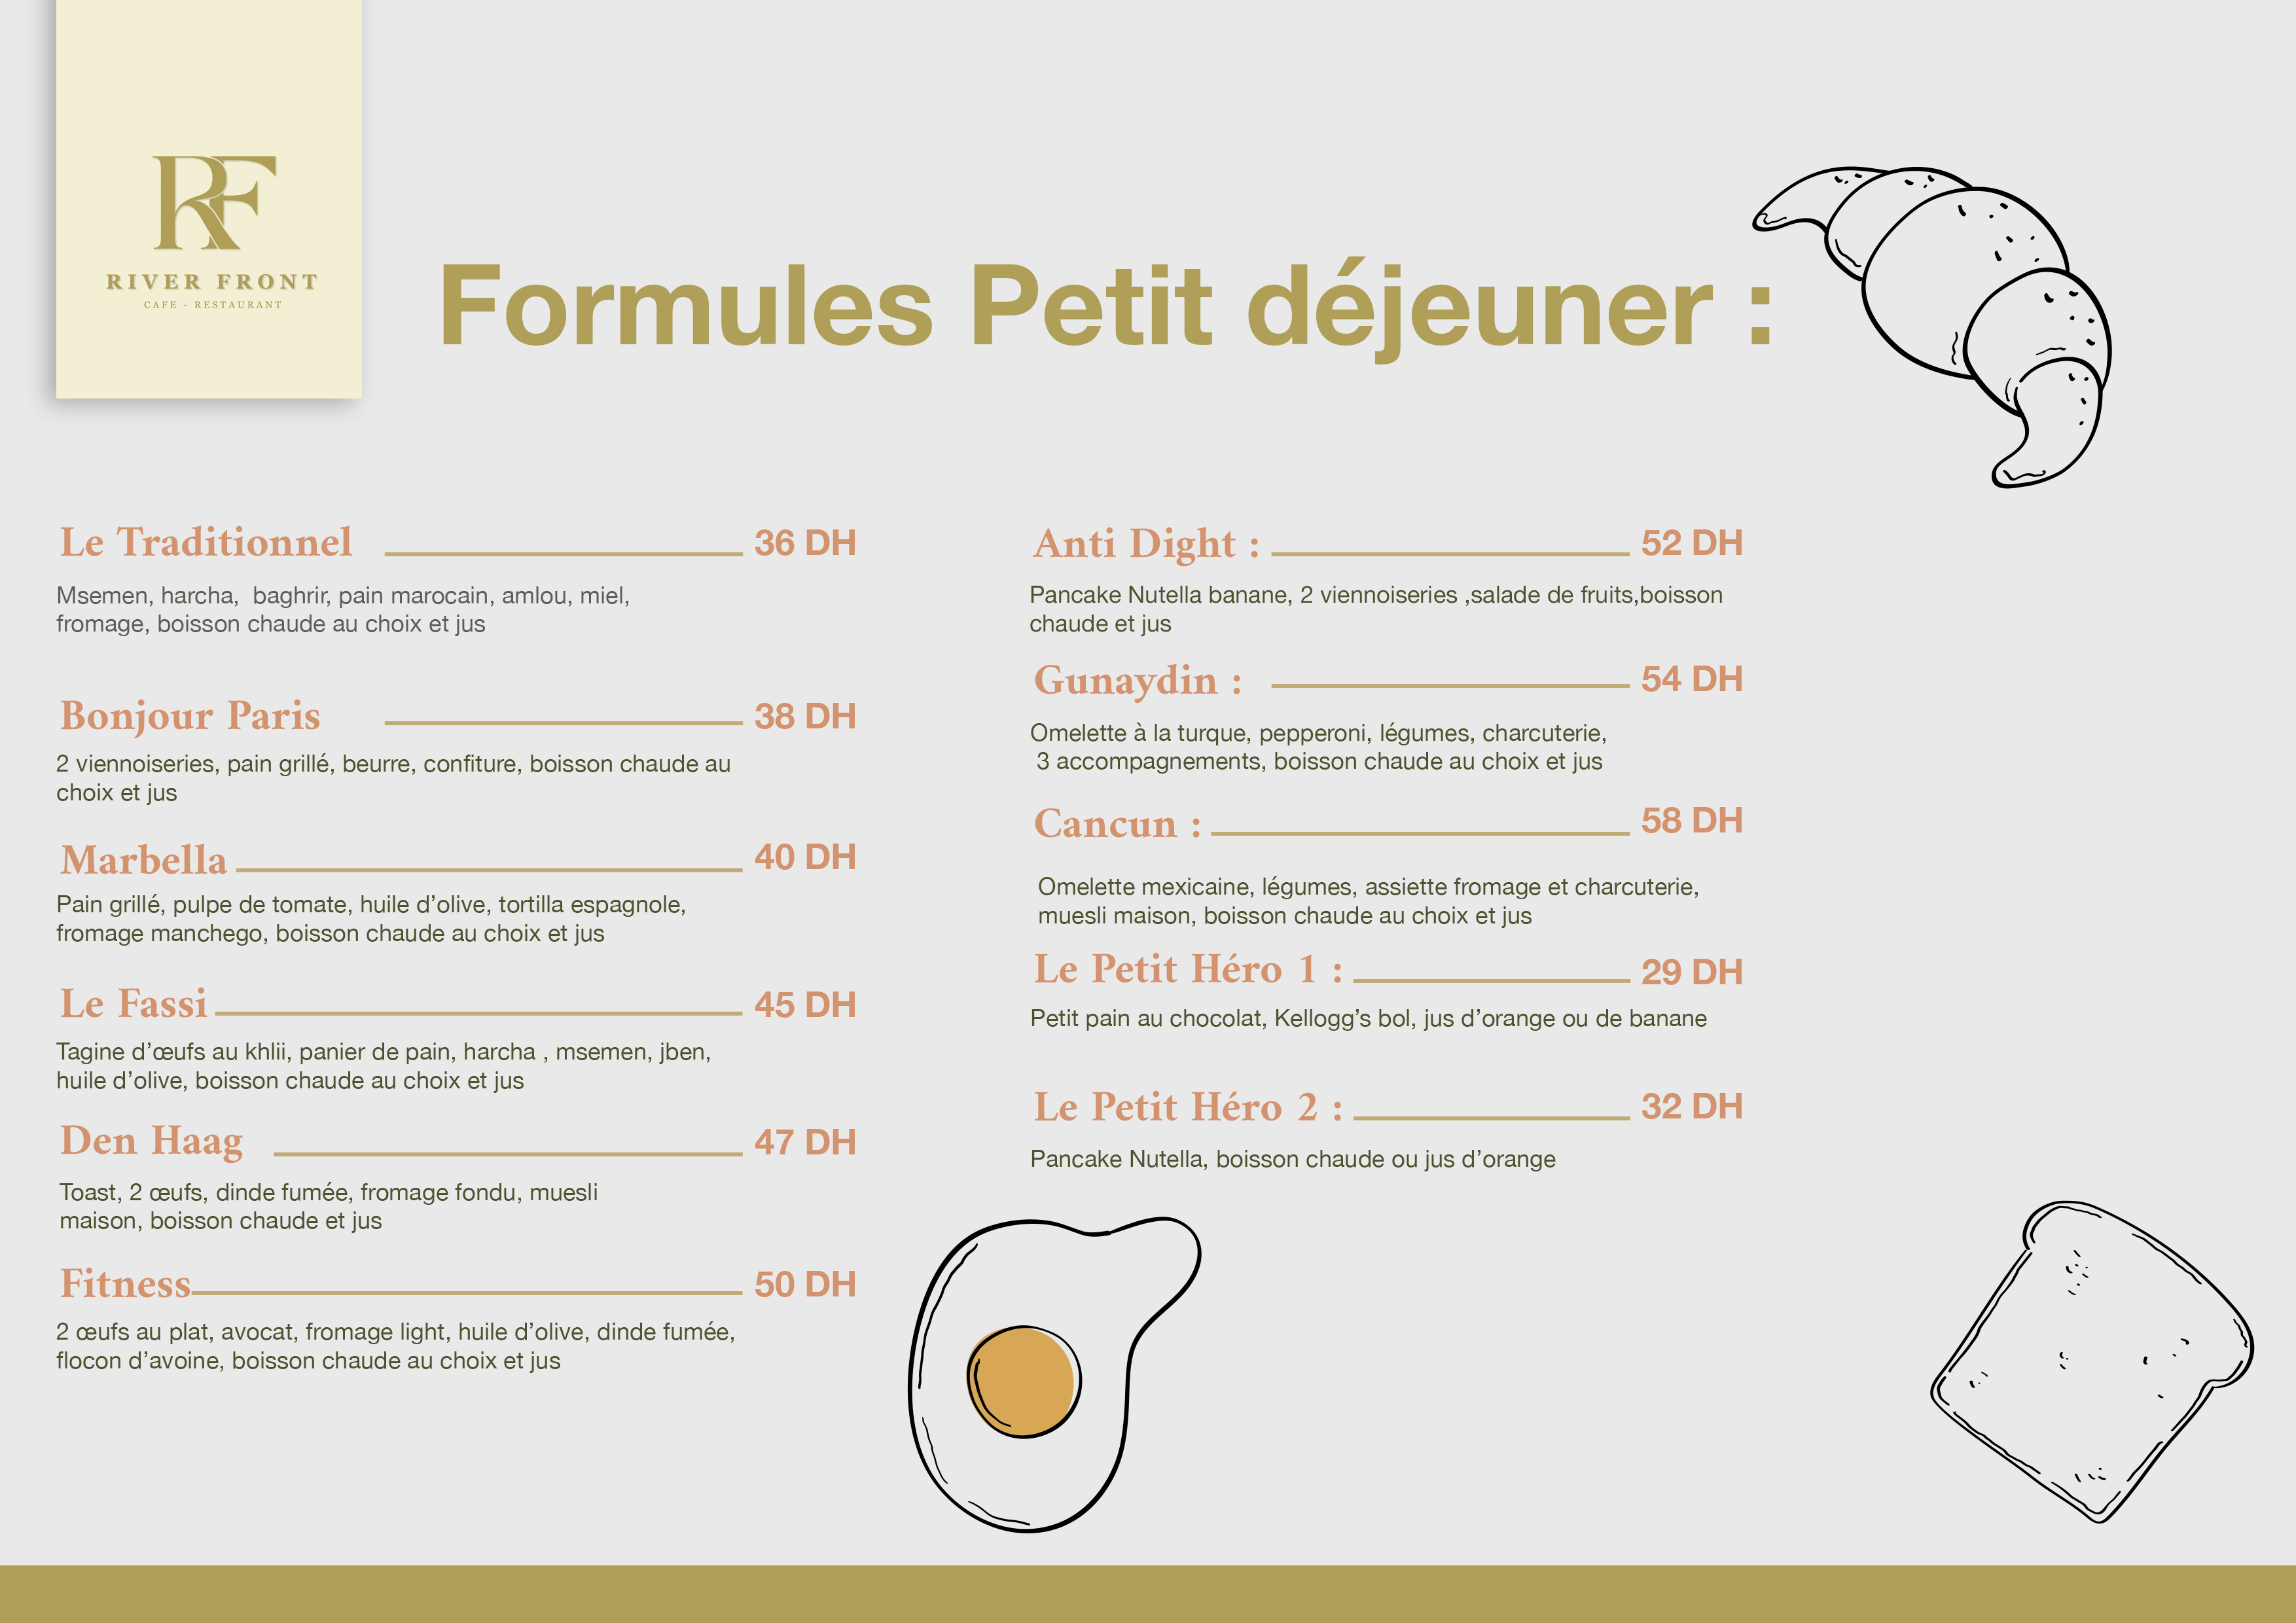 RF
RIVER FRONT
CAFE - RESTAURANT
Formules Petit déjeuner :
Le Traditionnel 36 DH
Msemen, harcha, baghrir, pain marocain, amlou, miel,
fromage, boisson chaude au choix et jus
Bonjour Paris 38 DH
2 viennoiseries, pain grillé, beurre, confiture, boisson chaude au
choix et jus
Marbella 40 DH
Pain grillé, pulpe de tomate, huile d’olive, tortilla espagnole,
fromage manchego, boisson chaude au choix et jus
Le Fassi 45 DH
Tagine d’œufs au khlii, panier de pain, harcha , msemen, jben,
huile d’olive, boisson chaude au choix et jus
Den Haag 47 DH
Toast, 2 œufs, dinde fumée, fromage fondu, muesli
maison, boisson chaude et jus
Fitness 50 DH
2 œufs au plat, avocat, fromage light, huile d’olive, dinde fumée,
flocon d’avoine, boisson chaude au choix et jus
Anti Dight : 52 DH
Pancake Nutella banane, 2 viennoiseries ,salade de fruits,boisson
chaude et jus
Gunaydin : 54 DH
Omelette à la turque, pepperoni, légumes, charcuterie,
3 accompagnements, boisson chaude au choix et jus
Cancun : 58 DH
Omelette mexicaine, légumes, assiette fromage et charcuterie,
muesli maison, boisson chaude au choix et jus
Le Petit Héro 1 : 29 DH
Petit pain au chocolat, Kellogg’s bol, jus d’orange ou de banane
Le Petit Héro 2 : 32 DH
Pancake Nutella, boisson chaude ou jus d’orange